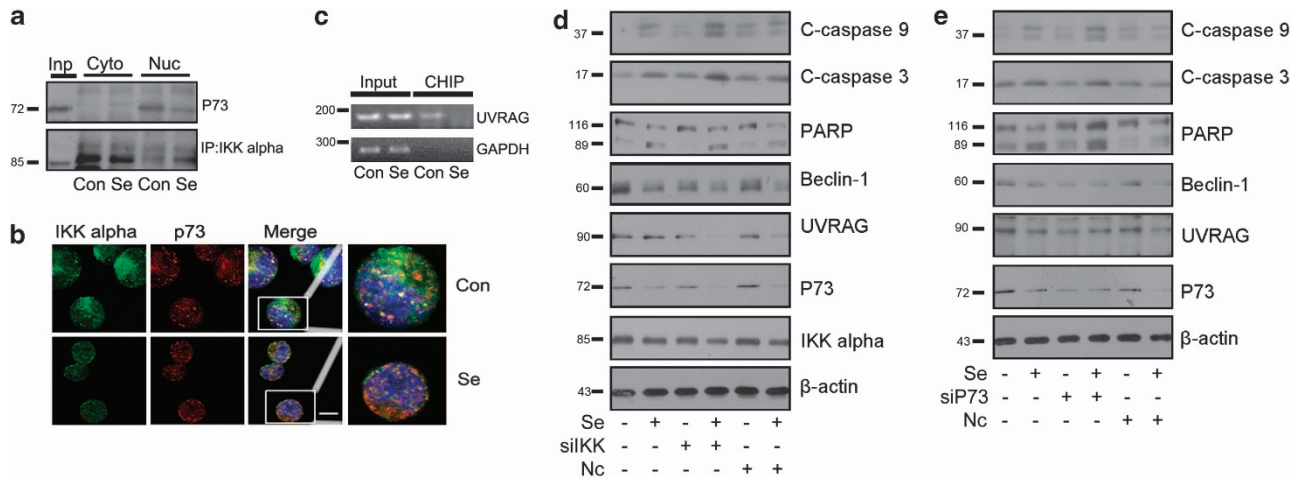 a
Inp Cyto Nuc
72 P73
85 IP:IKK alpha
Con Se Con Se
b
IKK alpha p73 Merge
Con
Se
c
Input CHIP
200 UVRAG
300 GAPDH
Con Se Con Se
d
37 C-caspase 9
17 C-caspase 3
116 PARP
89
60 Beclin-1
90 UVRAG
72 P73
85 IKK alpha
43 β-actin
Se - + - + - +
siIKK - - + + - -
Nc - - - - + +
e
37 C-caspase 9
17 C-caspase 3
116 PARP
89
60 Beclin-1
90 UVRAG
72 P73
43 β-actin
Se - + - + - +
siP73 - - + + - -
Nc - - - - + +